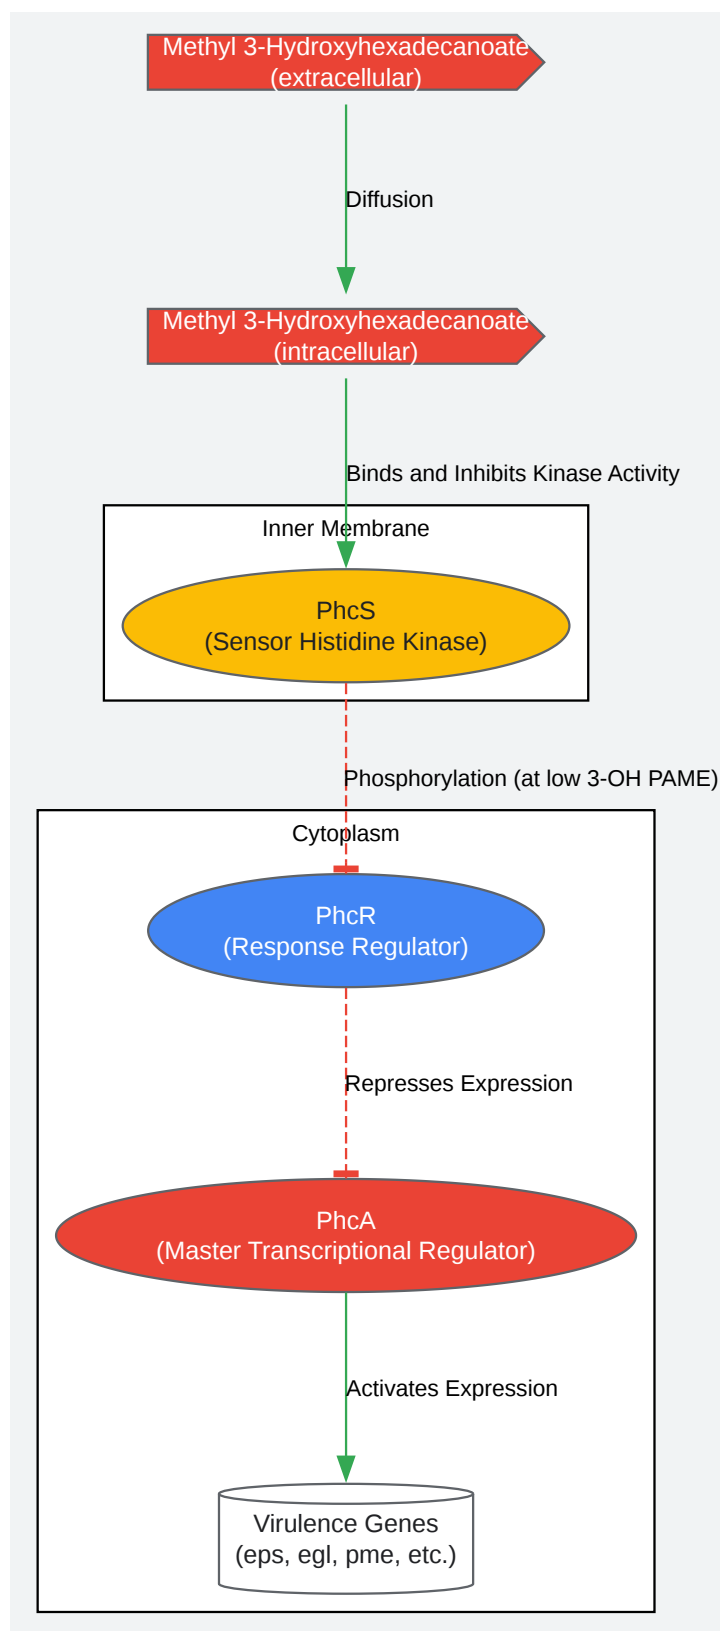 Methyl 3-Hydroxyhexadecanoate
(extracellular)
Diffusion
Methyl 3-Hydroxyhexadecanoate
(intracellular)
Binds and Inhibits Kinase Activity
Inner Membrane
PhcS
(Sensor Histidine Kinase)
Phosphorylation (at low 3-OH PAME)
Cytoplasm
PhcR
(Response Regulator)
Represses Expression
PhcA
(Master Transcriptional Regulator)
Activates Expression
Virulence Genes
(eps, egl, pme, etc.)